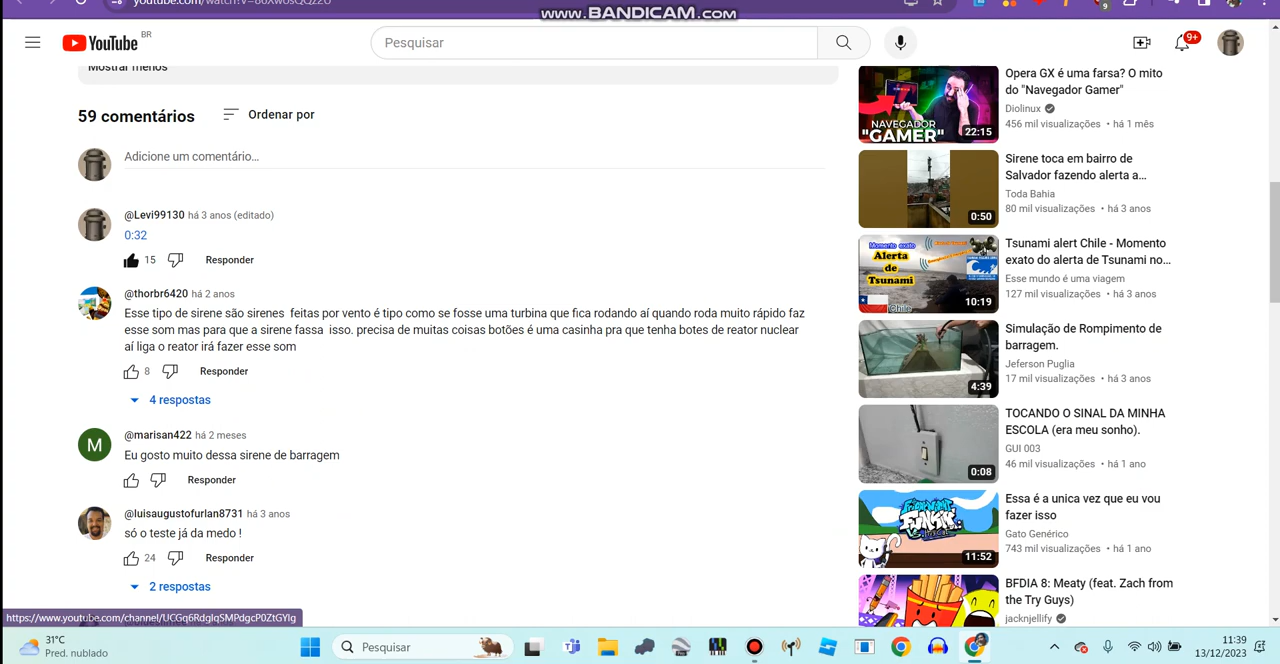 youtube.com/watch?v=
www.BANDICAM.com
YouTube BR
Pesquisar
9+
9
Mostrar menos
59 comentários
Ordenar por
Adicione um comentário...
@Levi99130 há 3 anos (editado)
0:32
15 Responder
@thorbr6420 há 2 anos
Esse tipo de sirene são sirenes feitas por vento é tipo como se fosse uma turbina que fica rodando aí quando roda muito rápido faz
esse som mas para que a sirene fassa isso. precisa de muitas coisas botões é uma casinha pra que tenha botes de reator nuclear
aí liga o reator irá fazer esse som
8 Responder
4 respostas
M
@marisan422 há 2 meses
Eu gosto muito dessa sirene de barragem
Responder
@luisaugustofurlan8731 há 3 anos
só o teste já da medo !
24 Responder
2 respostas
NAVEGADOR
"GAMER"
22:15
Opera GX é uma farsa? O mito
do "Navegador Gamer"
Diolinux
456 mil visualizações • há 1 mês
0:50
Sirene toca em bairro de
Salvador fazendo alerta a...
Toda Bahia
80 mil visualizações • há 3 anos
Momento exato
Alerta
de
Tsunami
Chile
10:19
Tsunami alert Chile - Momento
exato do alerta de Tsunami no...
Esse mundo é uma viagem
127 mil visualizações • há 3 anos
4:39
Simulação de Rompimento de
barragem.
Jeferson Puglia
17 mil visualizações • há 3 anos
0:08
TOCANDO O SINAL DA MINHA
ESCOLA (era meu sonho).
GUI 003
46 mil visualizações • há 1 ano
FRIDAY NIGHT
FUNKIN
11:52
Essa é a unica vez que eu vou
fazer isso
Gato Genérico
743 mil visualizações • há 1 ano
BFDIA 8: Meaty (feat. Zach from
the Try Guys)
jacknjellify
https://www.youtube.com/channel/UCGq6RdgIqSMPdgcP0ZtGYIg
31°C
Pred. nublado
Pesquisar
11:39
13/12/2023